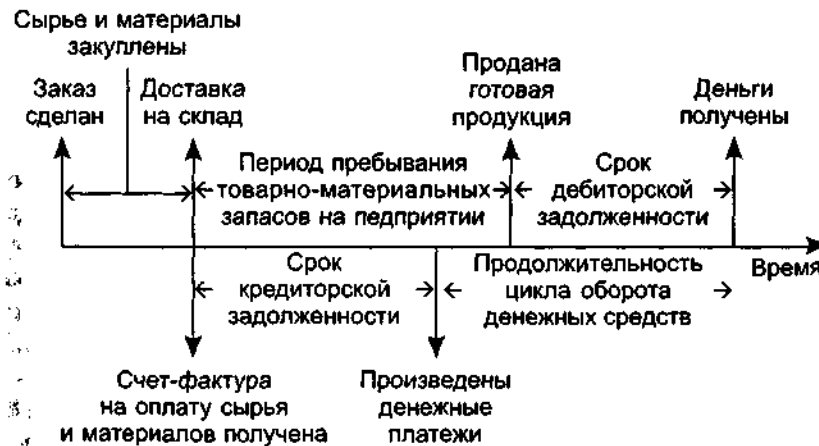 Сырье и материалы
закуплены
Заказ
сделан
Доставка
на склад
Продана
готовая
продукция
Деньги
получены
Период пребывания
товарно-материальных
запасов на педприятии
Срок
дебиторской
задолженности
Время
Срок
кредиторской
задолженности
Продолжительность
цикла оборота
денежных средств
Счет-фактура
на оплату сырья
и материалов получена
Произведены
денежные
платежи